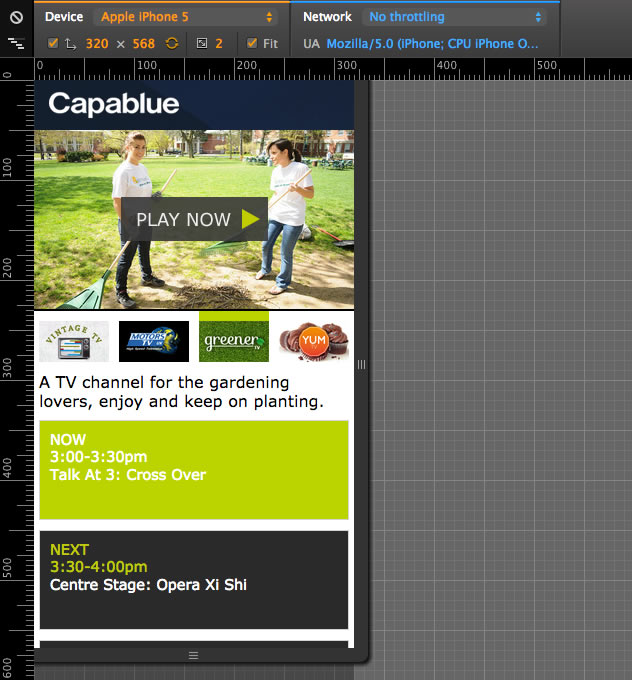 Device Apple iPhone 5 Network No throttling
320 × 568 2 Fit UA Mozilla/5.0 (iPhone; CPU iPhone O...
0 100 200 300 400 500
0
100
200
300
400
500
600
Capablue
PLAY NOW
VINTAGE TV
MOTORS TV UK
greener TV
YUM TV
A TV channel for the gardening
lovers, enjoy and keep on planting.
NOW
3:00-3:30pm
Talk At 3: Cross Over
NEXT
3:30-4:00pm
Centre Stage: Opera Xi Shi